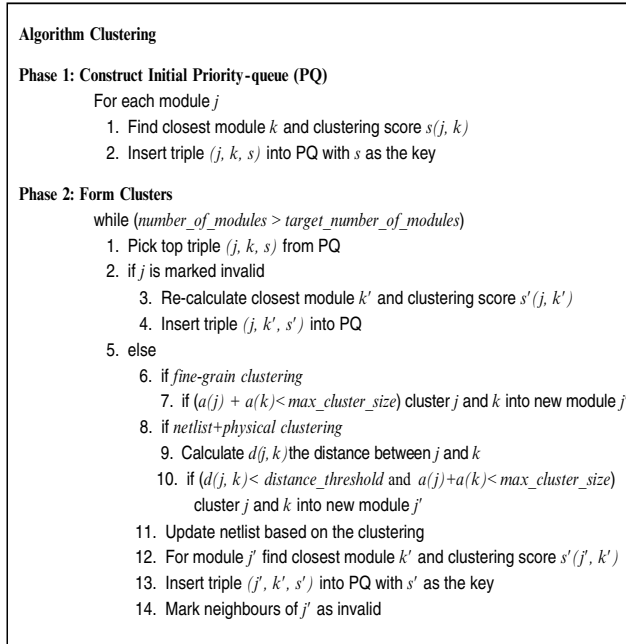 Algorithm Clustering
Phase 1: Construct Initial Priority-queue (PQ)
For each module j
1. Find closest module k and clustering score s(j, k)
2. Insert triple (j, k, s) into PQ with s as the key
Phase 2: Form Clusters
while (number_of_modules > target_number_of_modules)
1. Pick top triple (j, k, s) from PQ
2. if j is marked invalid
3. Re-calculate closest module k′ and clustering score s′(j, k′)
4. Insert triple (j, k′, s′) into PQ
5. else
6. if fine-grain clustering
7. if (a(j) + a(k)<max_cluster_size) cluster j and k into new module j′
8. if netlist+physical clustering
9. Calculate d(j, k)the distance between j and k
10. if (d(j, k)< distance_threshold and a(j)+a(k)<max_cluster_size)
cluster j and k into new module j′
11. Update netlist based on the clustering
12. For module j′ find closest module k′ and clustering score s′(j′, k′)
13. Insert triple (j′, k′, s′) into PQ with s′ as the key
14. Mark neighbours of j′ as invalid